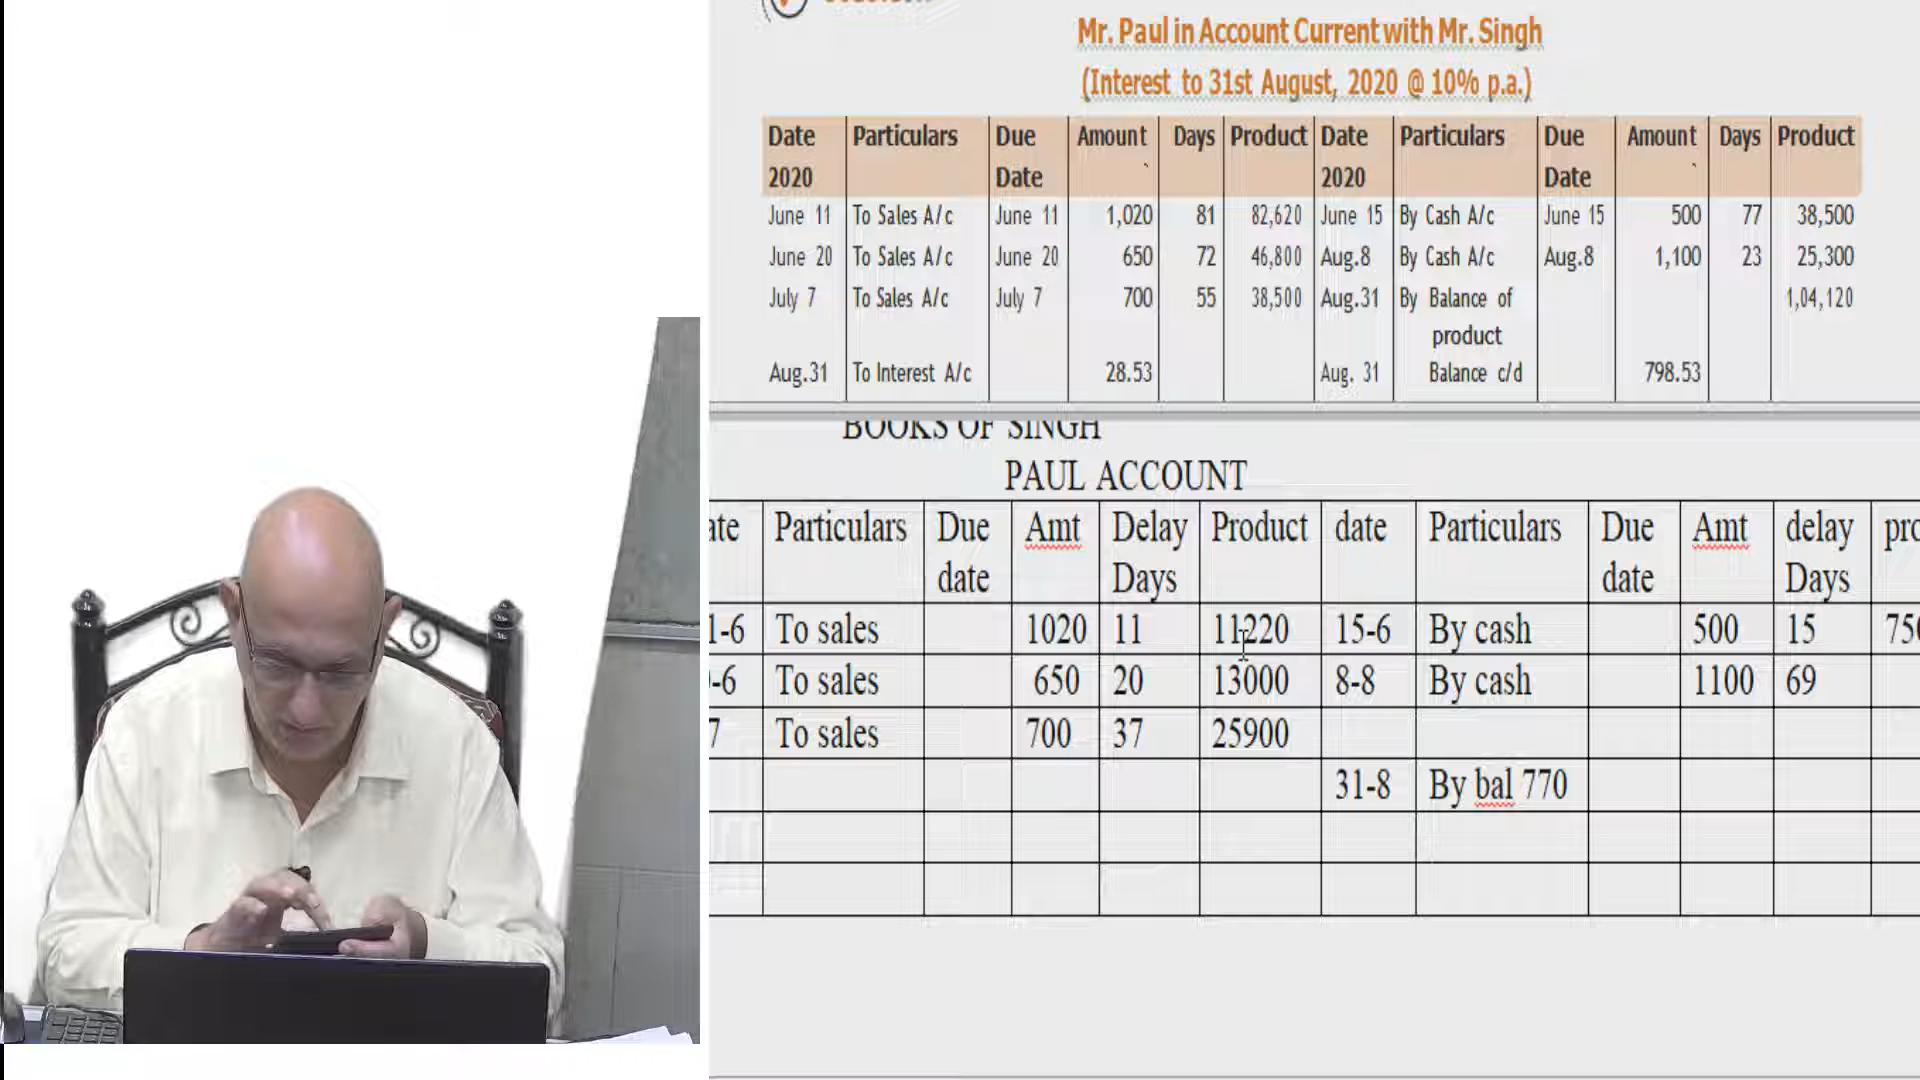 Mr. Paul in Account Current with Mr. Singh
(Interest to 31st August, 2020 @ 10% p.a.)
Date 2020 Particulars Due Date Amount ` Days Product Date 2020 Particulars Due Date Amount ` Days Product
June 11 To Sales A/c June 11 1,020 81 82,620 June 15 By Cash A/c June 15 500 77 38,500
June 20 To Sales A/c June 20 650 72 46,800 Aug.8 By Cash A/c Aug.8 1,100 23 25,300
July 7 To Sales A/c July 7 700 55 38,500 Aug.31 By Balance of product 1,04,120
Aug.31 To Interest A/c 28.53 Aug. 31 Balance c/d 798.53
BOOKS OF SINGH
PAUL ACCOUNT
ate Particulars Due date Amt Delay Days Product date Particulars Due date Amt delay Days pro
1-6 To sales 1020 11 11220 15-6 By cash 500 15 750
-6 To sales 650 20 13000 8-8 By cash 1100 69
7 To sales 700 37 25900
31-8 By bal 770